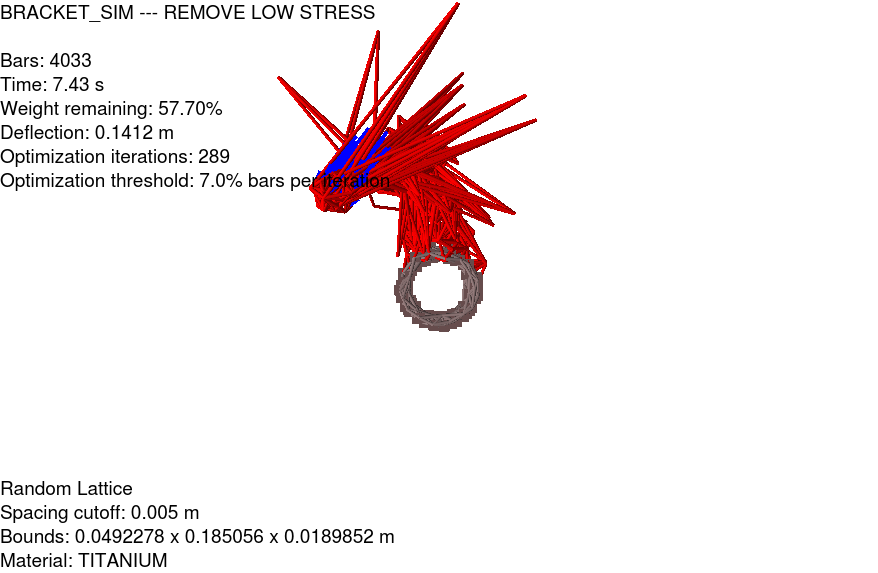 BRACKET_SIM --- REMOVE LOW STRESS
Bars: 4033
Time: 7.43 s
Weight remaining: 57.70%
Deflection: 0.1412 m
Optimization iterations: 289
Optimization threshold: 7.0% bars per iteration
Random Lattice
Spacing cutoff: 0.005 m
Bounds: 0.0492278 x 0.185056 x 0.0189852 m
Material: TITANIUM